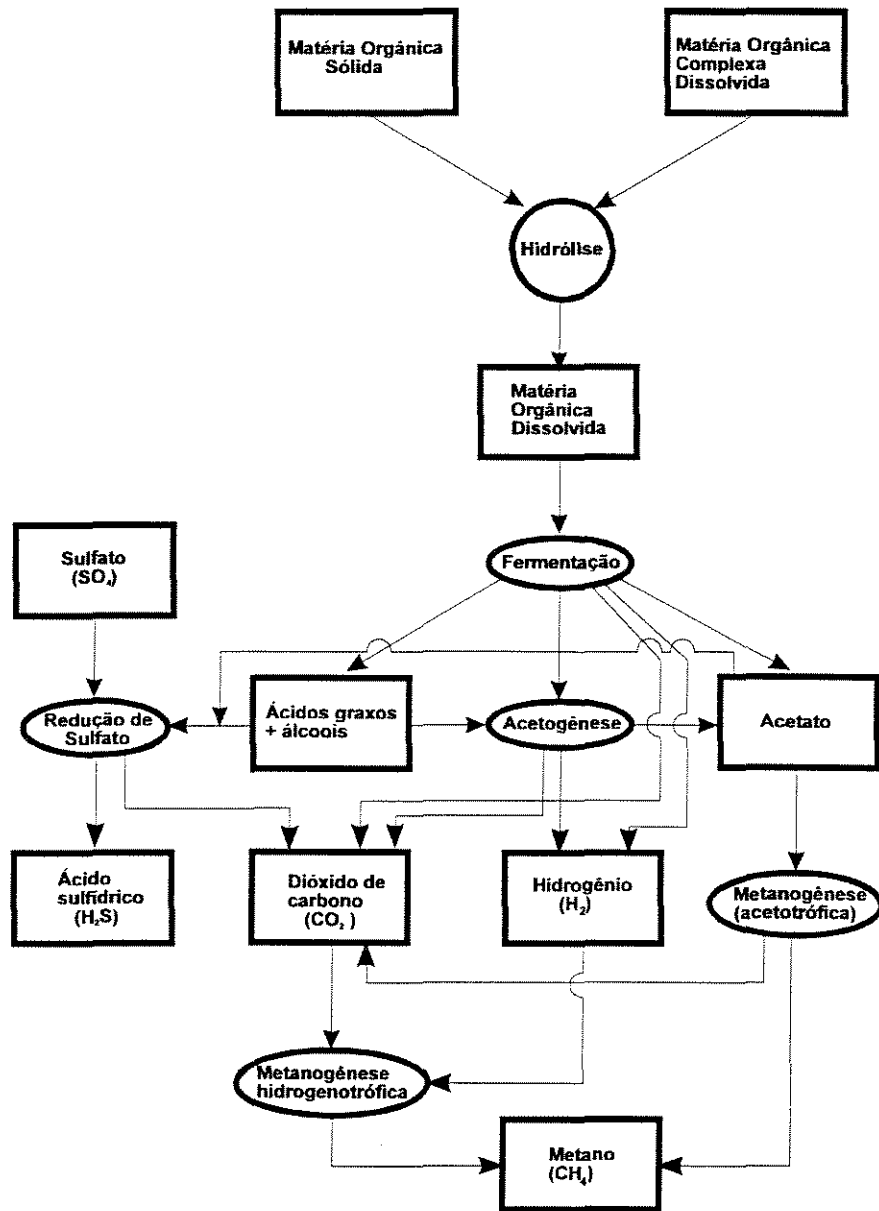 Matéria Orgânica
Sólida
Matéria Orgânica
Complexa
Dissolvida
Hidrólise
Matéria
Orgânica
Dissolvida
Fermentação
Sulfato
(SO₄)
Redução de
Sulfato
Ácidos graxos
+ álcoois
Acetogênese
Acetato
Ácido
sulfídrico
(H₂S)
Dióxido de
carbono
(CO₂ )
Hidrogênio
(H₂)
Metanogênese
(acetotrófica)
Metanogênese
hidrogenotrófica
Metano
(CH₄)